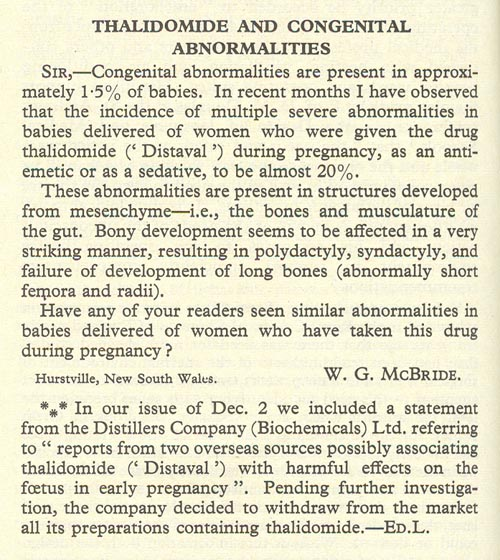 THALIDOMIDE AND CONGENITAL
ABNORMALITIES
SIR,—Congenital abnormalities are present in approxi-
mately 1·5% of babies. In recent months I have observed
that the incidence of multiple severe abnormalities in
babies delivered of women who were given the drug
thalidomide (‘ Distaval ’) during pregnancy, as an anti-
emetic or as a sedative, to be almost 20%.
These abnormalities are present in structures developed
from mesenchyme—i.e., the bones and musculature of
the gut. Bony development seems to be affected in a very
striking manner, resulting in polydactyly, syndactyly, and
failure of development of long bones (abnormally short
femora and radii).
Have any of your readers seen similar abnormalities in
babies delivered of women who have taken this drug
during pregnancy ?
Hurstville, New South Wales. W. G. MCBRIDE.
*** In our issue of Dec. 2 we included a statement
from the Distillers Company (Biochemicals) Ltd. referring
to “ reports from two overseas sources possibly associating
thalidomide (‘ Distaval ’) with harmful effects on the
fœtus in early pregnancy ”. Pending further investiga-
tion, the company decided to withdraw from the market
all its preparations containing thalidomide.—ED.L.